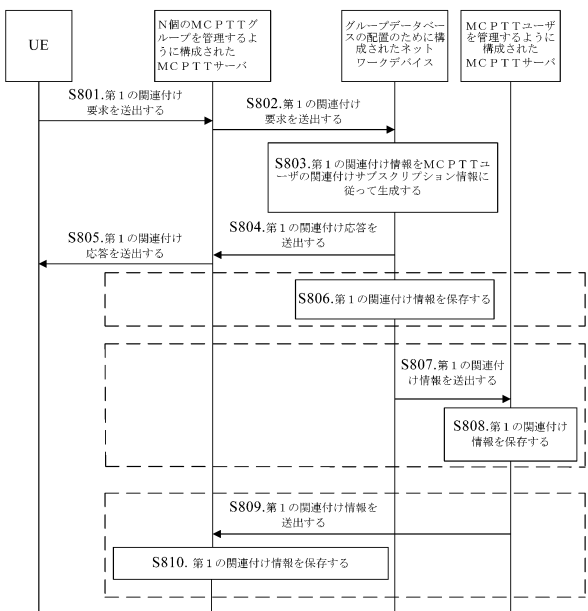 UE
N個のMCPTTグ
ループを管理するよ
うに構成された
MCPTTサーバ
グループデータベー
スの配置のために構
成されたネット
ワークデバイス
MCPTTユーザ
を管理するように
構成された
MCPTTサーバ
S801.第1の関連付け
要求を送出する
S802.第1の関連付け
要求を送出する
S803.第1の関連付け情報をMCPTTユ
ーザの関連付けサブスクリプション情報に
従って生成する
S804.第1の関連付け応答を
送出する
S805.第1の関連付け
応答を送出する
S806.第1の関連付け情報を保存する
S807.第1の関連付
け情報を送出する
S808.第1の関連付け
情報を保存する
S809.第1の関連付け情報を
送出する
S810. 第1の関連付け情報を保存する